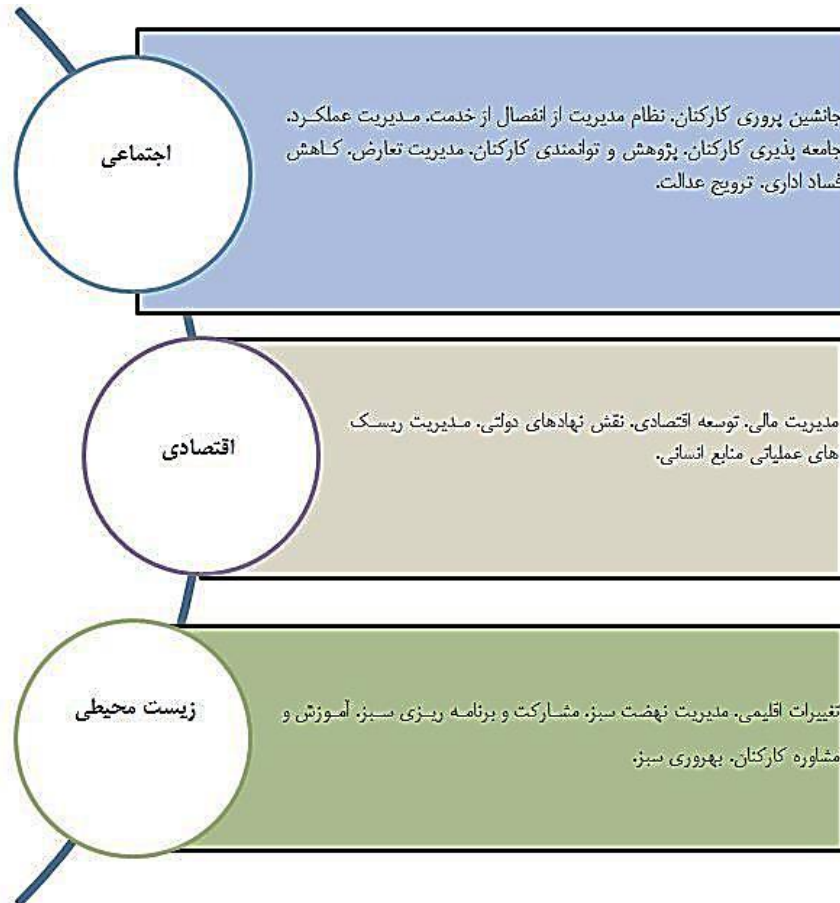 اجتماعی
جانشین پروری کارکنان. نظام مدیریت از انفصال از خدمت. مـدیریت عملکـرد.
جامعه پذیری کارکنان. پژوهش و توانمندی کارکنان. مدیریت تعارض. کـاهش
فساد اداری. ترویج عدالت.
اقتصادی
مدیریت مالی. توسعه اقتصادی. نقش نهادهای دولتی. مـدیریت ریسـک
های عملیاتی منابع انسانی.
زیست محیطی
تغییرات اقلیمی. مدیریت نهضت سبز. مشـارکت و برنامـه ریـزی سـبز. آمـوزش و
مشاوره کارکنان. بهروری سبز.